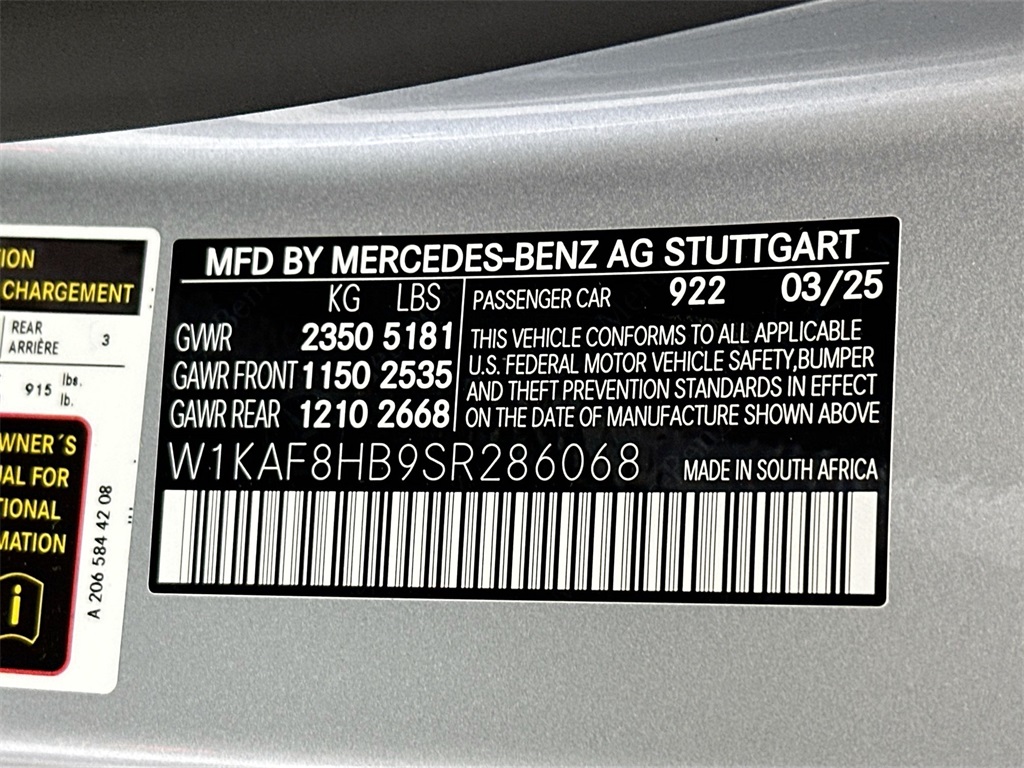 MFD BY MERCEDES-BENZ AG STUTTGART
KG LBS
GVWR 2350 5181
GAWR FRONT 1150 2535
GAWR REAR 1210 2668
PASSENGER CAR 922 03/25
THIS VEHICLE CONFORMS TO ALL APPLICABLE
U.S. FEDERAL MOTOR VEHICLE SAFETY,BUMPER
AND THEFT PREVENTION STANDARDS IN EFFECT
ON THE DATE OF MANUFACTURE SHOWN ABOVE
W1KAF8HB9SR286068
MADE IN SOUTH AFRICA
CHARGEMENT
REAR 3
ARRIÈRE
915 lbs.
lb.
WNER´S
UAL FOR
TIONAL
MATION
i
A 206 584 42 08